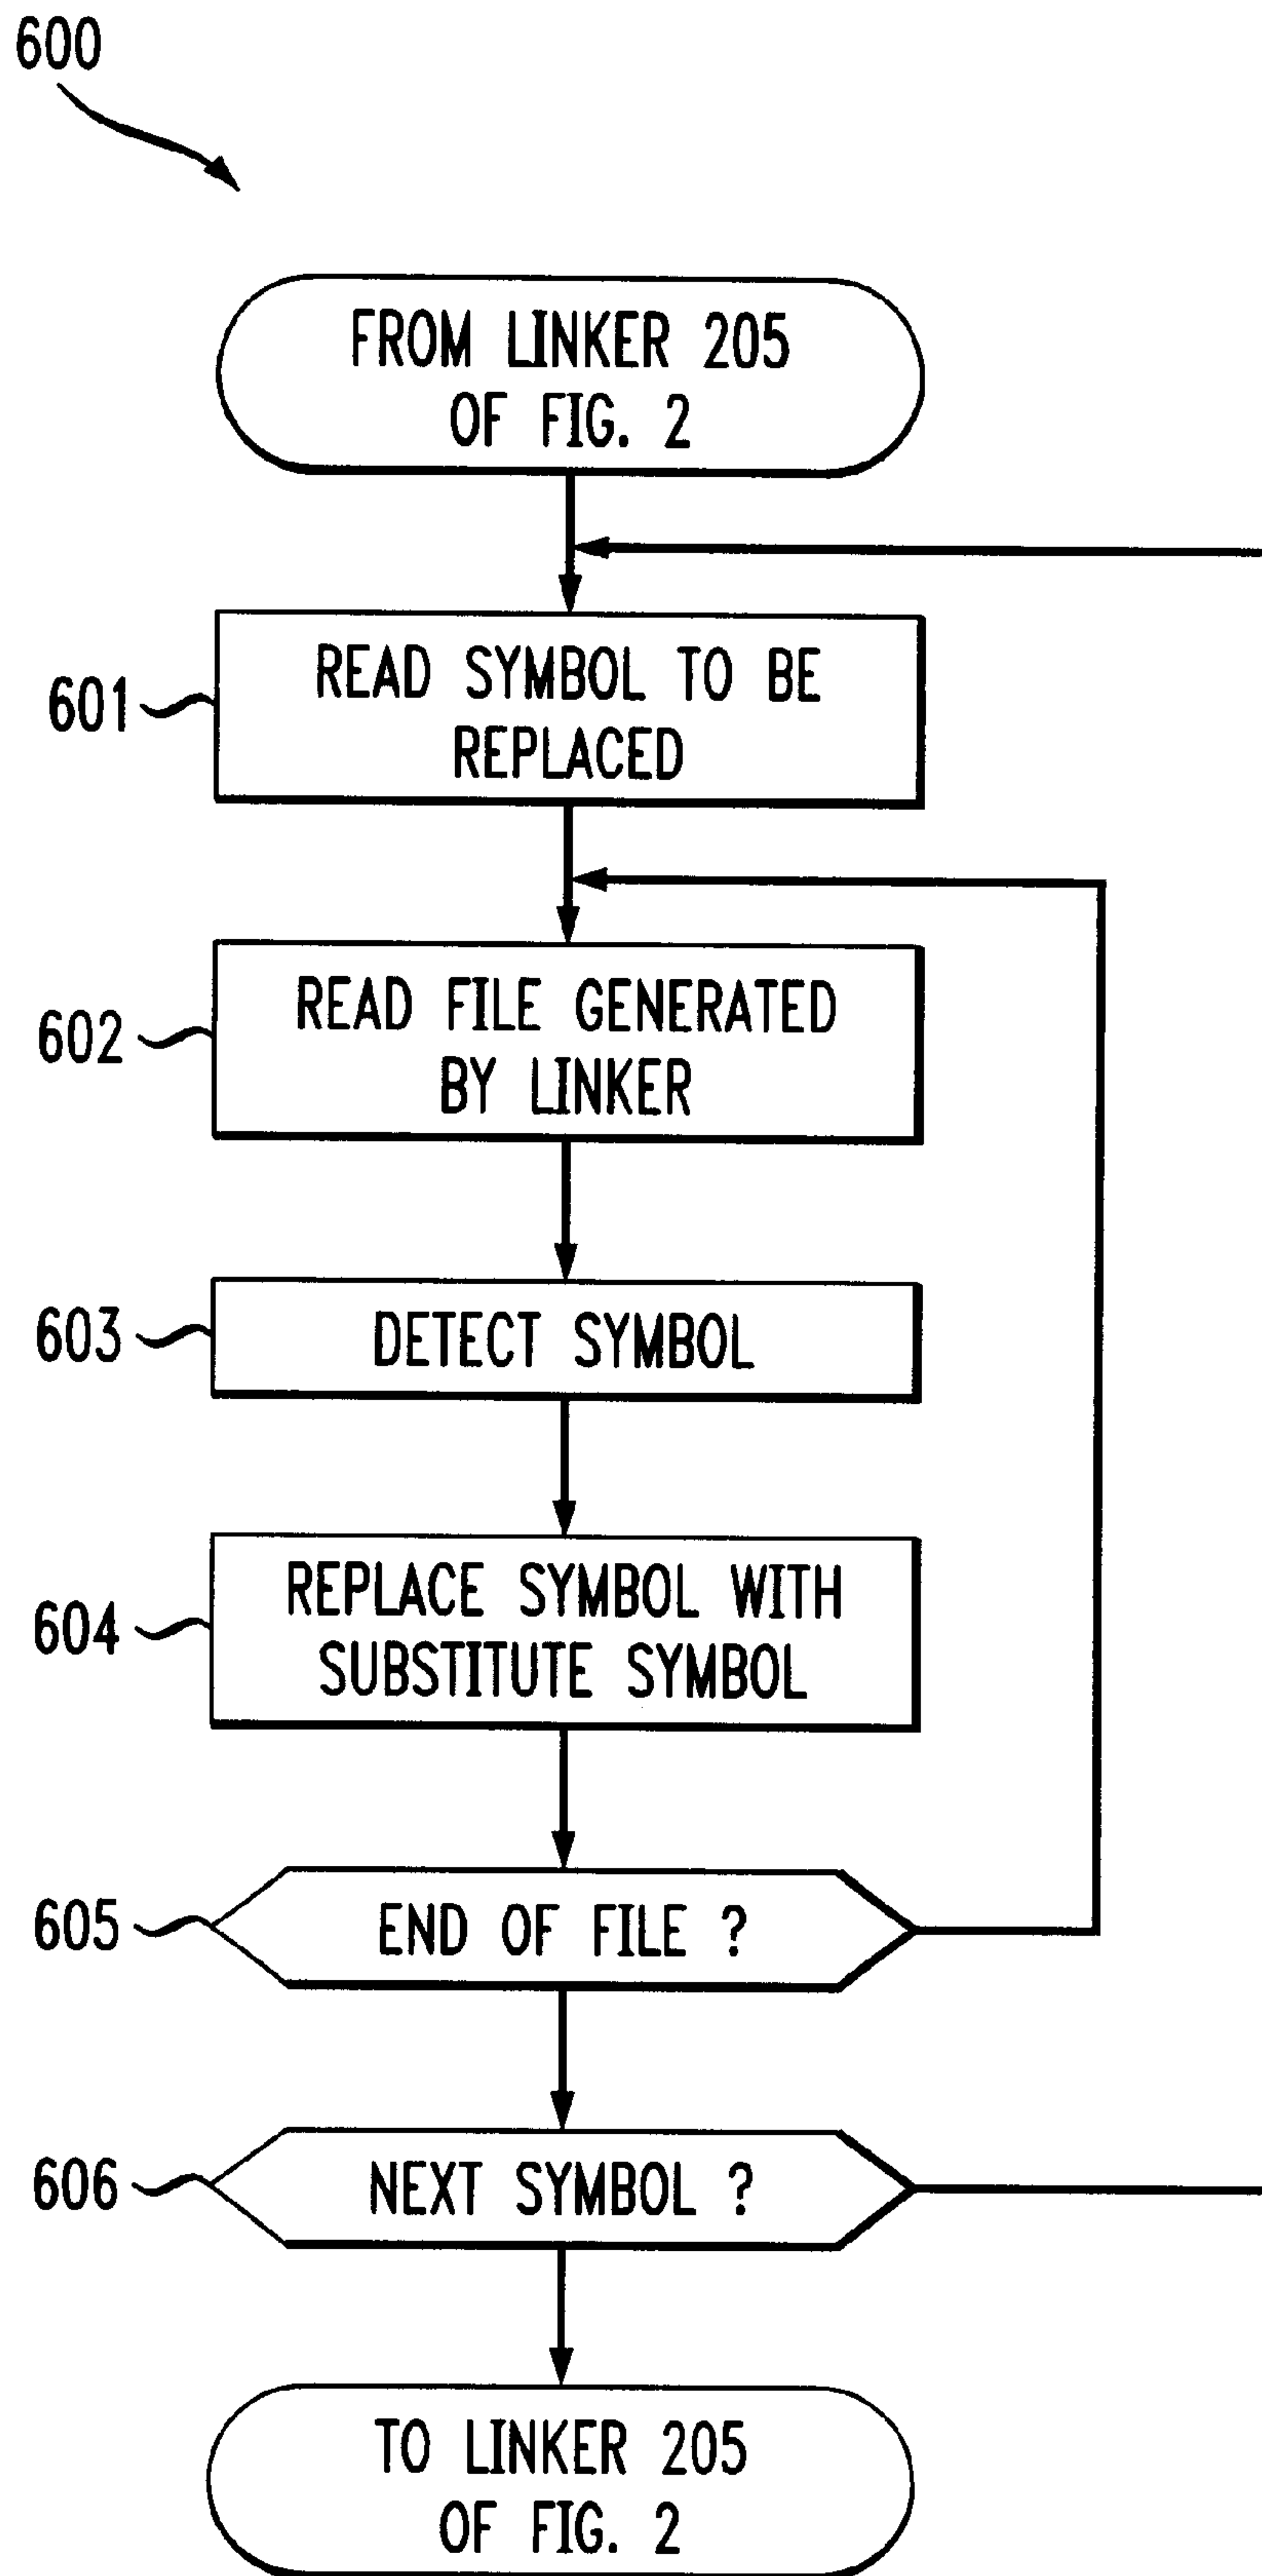 600
FROM LINKER 205
OF FIG. 2
601
READ SYMBOL TO BE
REPLACED
602
READ FILE GENERATED
BY LINKER
603
DETECT SYMBOL
604
REPLACE SYMBOL WITH
SUBSTITUTE SYMBOL
605
END OF FILE ?
606
NEXT SYMBOL ?
TO LINKER 205
OF FIG. 2